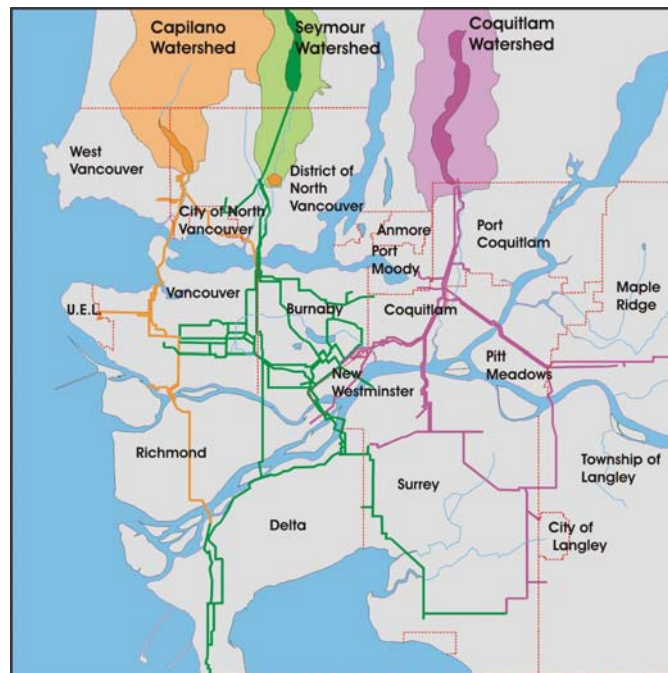 Capilano
Watershed
Seymour
Watershed
Coquitlam
Watershed
West
Vancouver
District of
North
Vancouver
City of North
Vancouver
Anmore
Port
Moody
Port
Coquitlam
Maple
Ridge
U.E.L.
Vancouver
Burnaby
Coquitlam
Pitt
Meadows
New
Westminster
Richmond
Surrey
Township of
Langley
Delta
City of
Langley